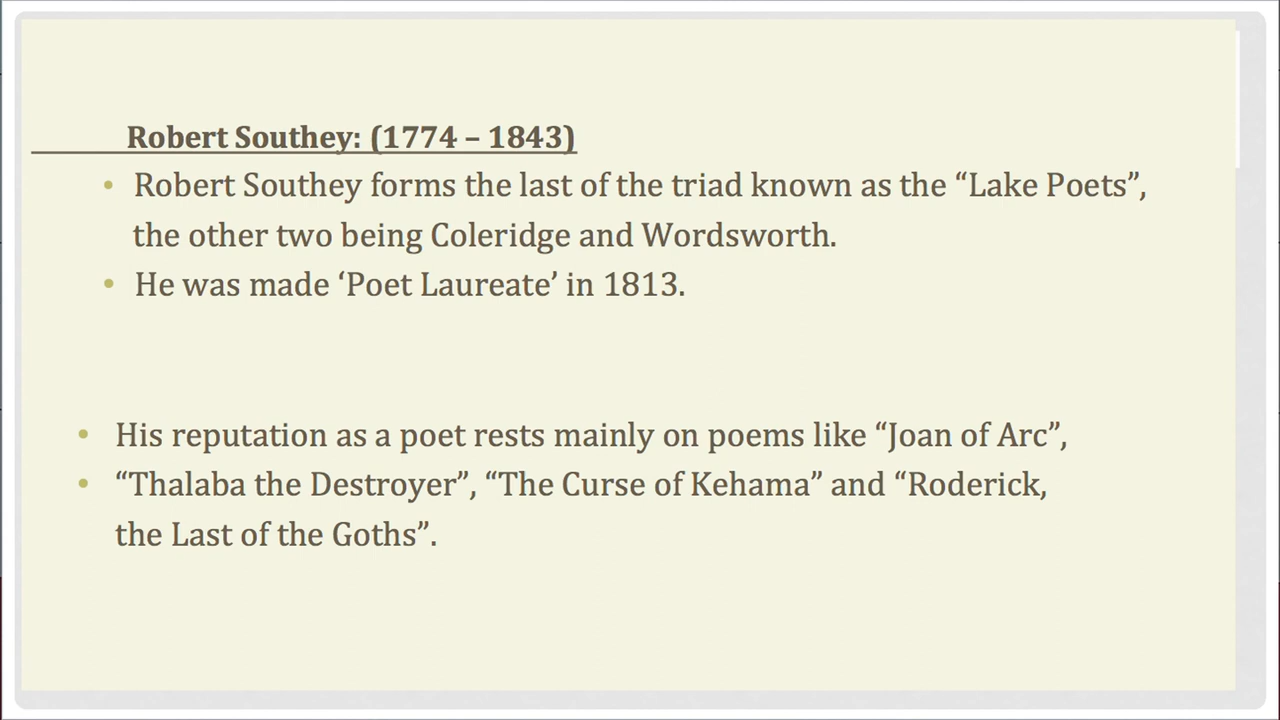 Robert Southey: (1774 – 1843)
• Robert Southey forms the last of the triad known as the “Lake Poets”,
the other two being Coleridge and Wordsworth.
• He was made ‘Poet Laureate’ in 1813.
• His reputation as a poet rests mainly on poems like “Joan of Arc”,
• “Thalaba the Destroyer”, “The Curse of Kehama” and “Roderick,
the Last of the Goths”.